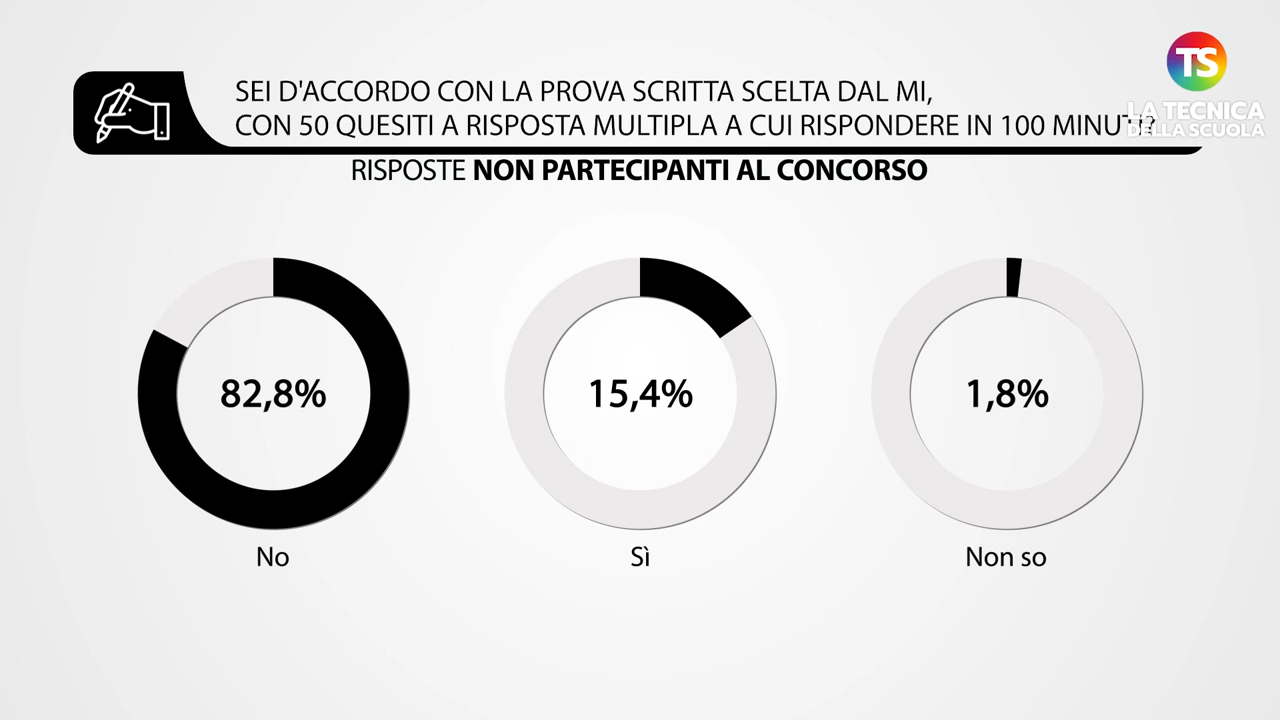 TS
LA TECNICA
DELLA SCUOLA
SEI D'ACCORDO CON LA PROVA SCRITTA SCELTA DAL MI,
CON 50 QUESITI A RISPOSTA MULTIPLA A CUI RISPONDERE IN 100 MINUTI?
RISPOSTE NON PARTECIPANTI AL CONCORSO
82,8%
15,4%
1,8%
No
Sì
Non so